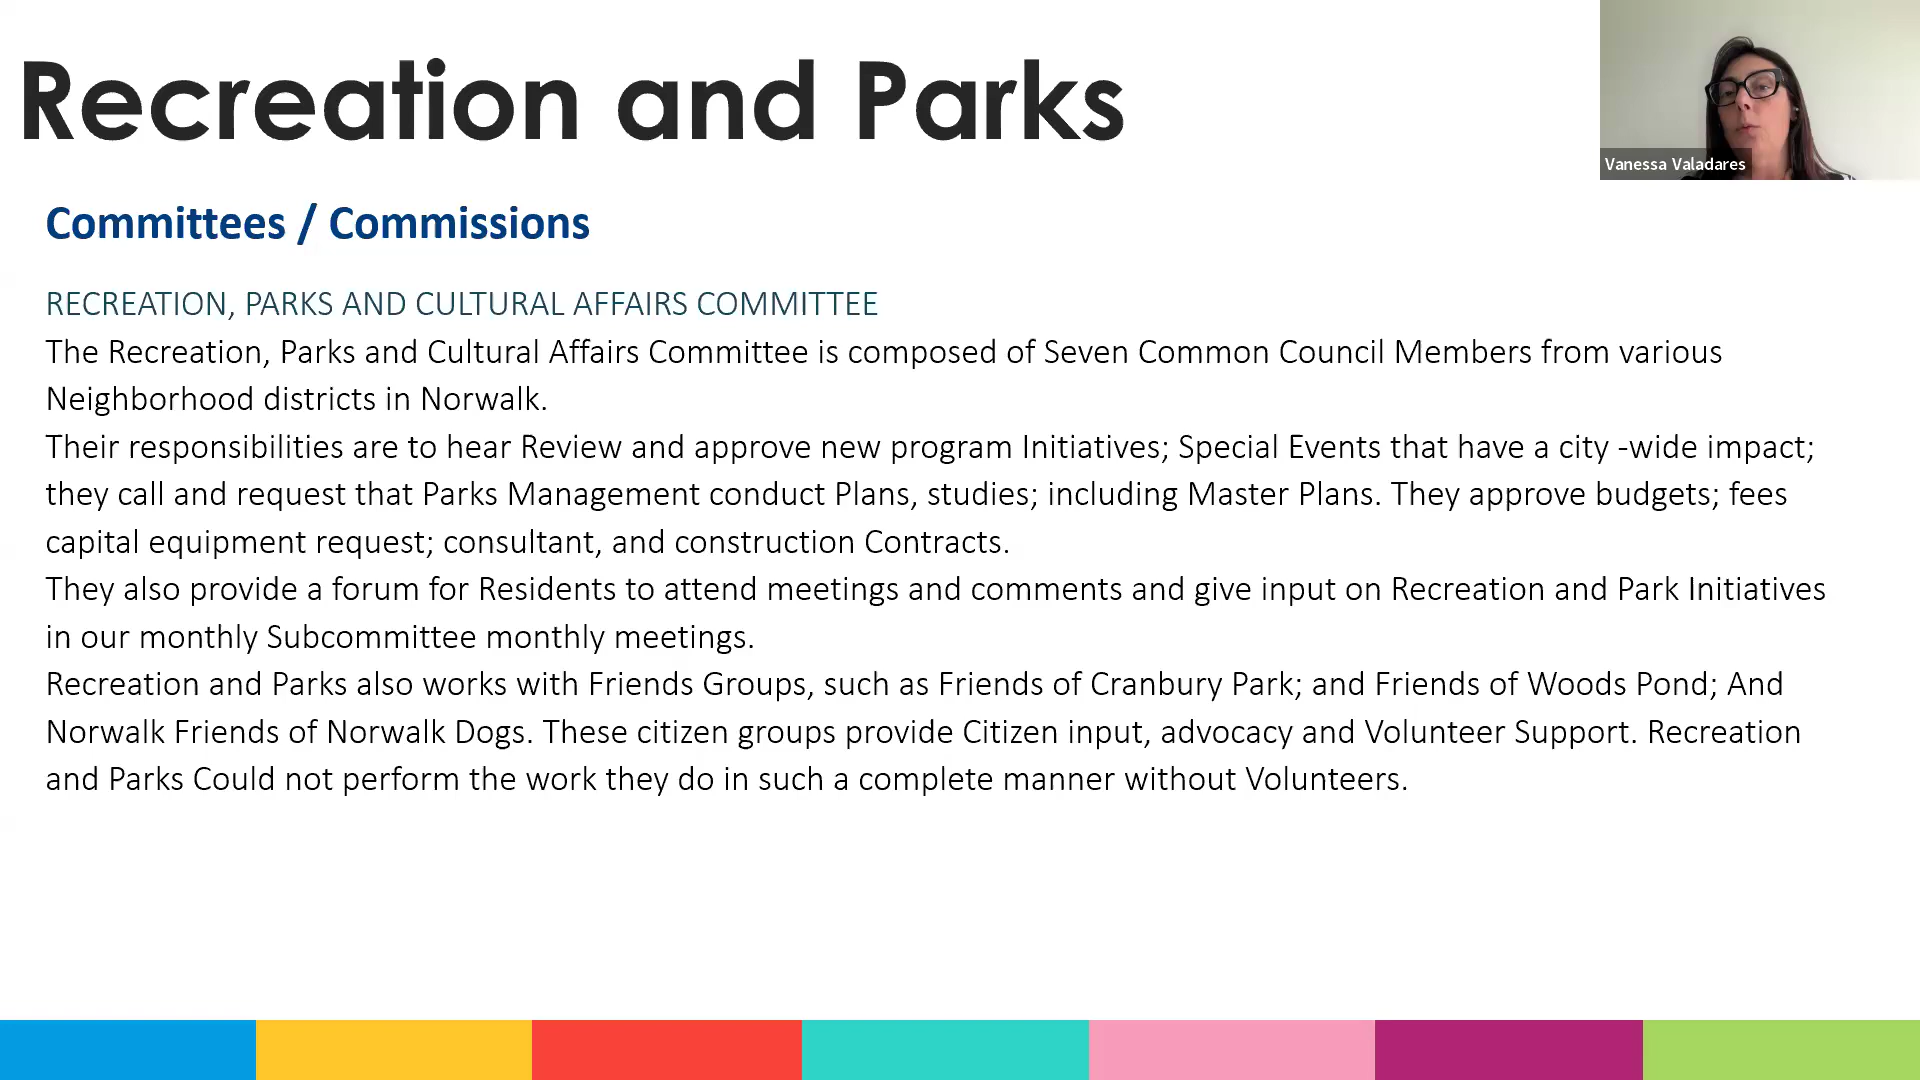 Recreation and Parks
Vanessa Valadares
Committees / Commissions
RECREATION, PARKS AND CULTURAL AFFAIRS COMMITTEE
The Recreation, Parks and Cultural Affairs Committee is composed of Seven Common Council Members from various
Neighborhood districts in Norwalk.
Their responsibilities are to hear Review and approve new program Initiatives; Special Events that have a city -wide impact;
they call and request that Parks Management conduct Plans, studies; including Master Plans. They approve budgets; fees
capital equipment request; consultant, and construction Contracts.
They also provide a forum for Residents to attend meetings and comments and give input on Recreation and Park Initiatives
in our monthly Subcommittee monthly meetings.
Recreation and Parks also works with Friends Groups, such as Friends of Cranbury Park; and Friends of Woods Pond; And
Norwalk Friends of Norwalk Dogs. These citizen groups provide Citizen input, advocacy and Volunteer Support. Recreation
and Parks Could not perform the work they do in such a complete manner without Volunteers.